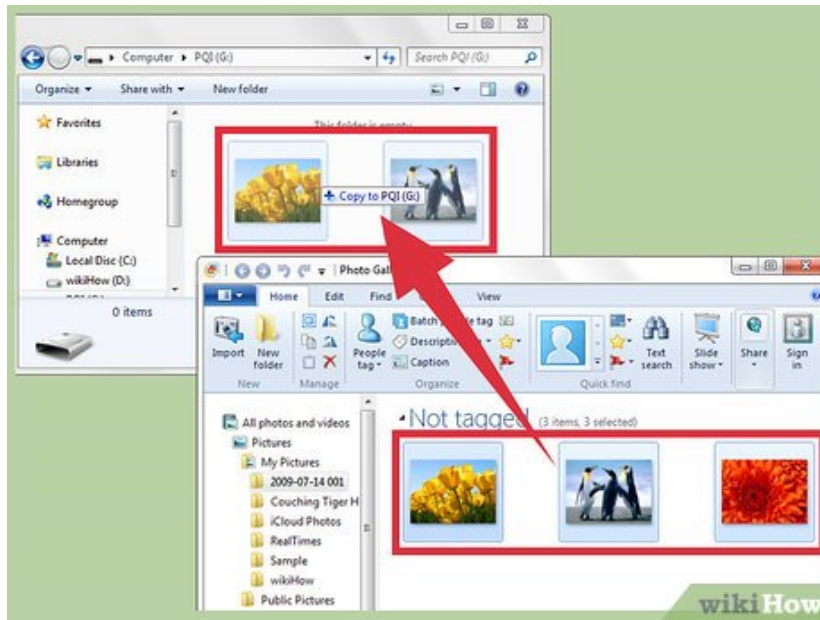 Computer ▸ PQI (G:)
Search PQI (G:)
Organize
Share with
New folder
This folder is empty.
Favorites
Libraries
Homegroup
Computer
Local Disc (C:)
wikiHow (D:)
0 items
Copy to PQI (G:)
Photo Gal
Home
Edit
Find
View
Import
New folder
People tag
Batch
tag
Caption
Text search
Slide show
Share
Sign in
New
Manage
Organize
Quick find
All photos and videos
Pictures
My Pictures
2009-07-14 001
Couching Tiger H
iCloud Photos
RealTimes
Sample
wikiHow
Public Pictures
Not tagged (3 items, 3 selected)
wikiHow